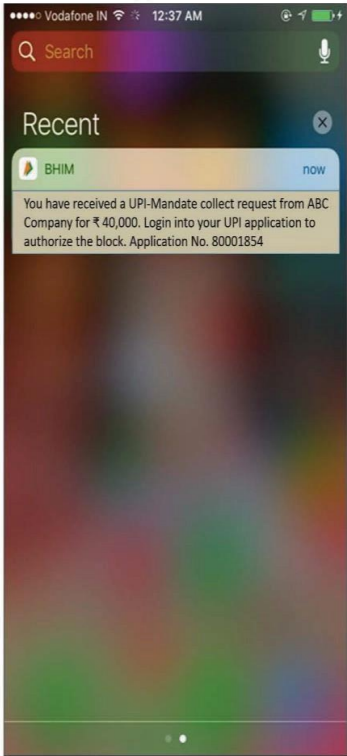 Vodafone IN 12:37 AM
Search
Recent
BHIM now
You have received a UPI-Mandate collect request from ABC
Company for ₹ 40,000. Login into your UPI application to
authorize the block. Application No. 80001854